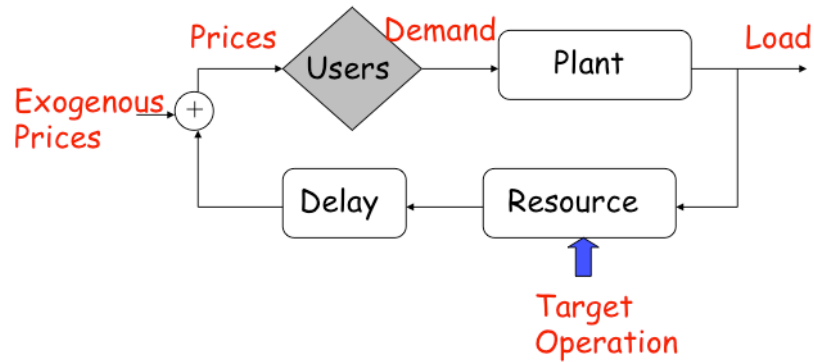 Prices
Demand
Load
Users
Plant
Exogenous
Prices
+
Delay
Resource
Target
Operation